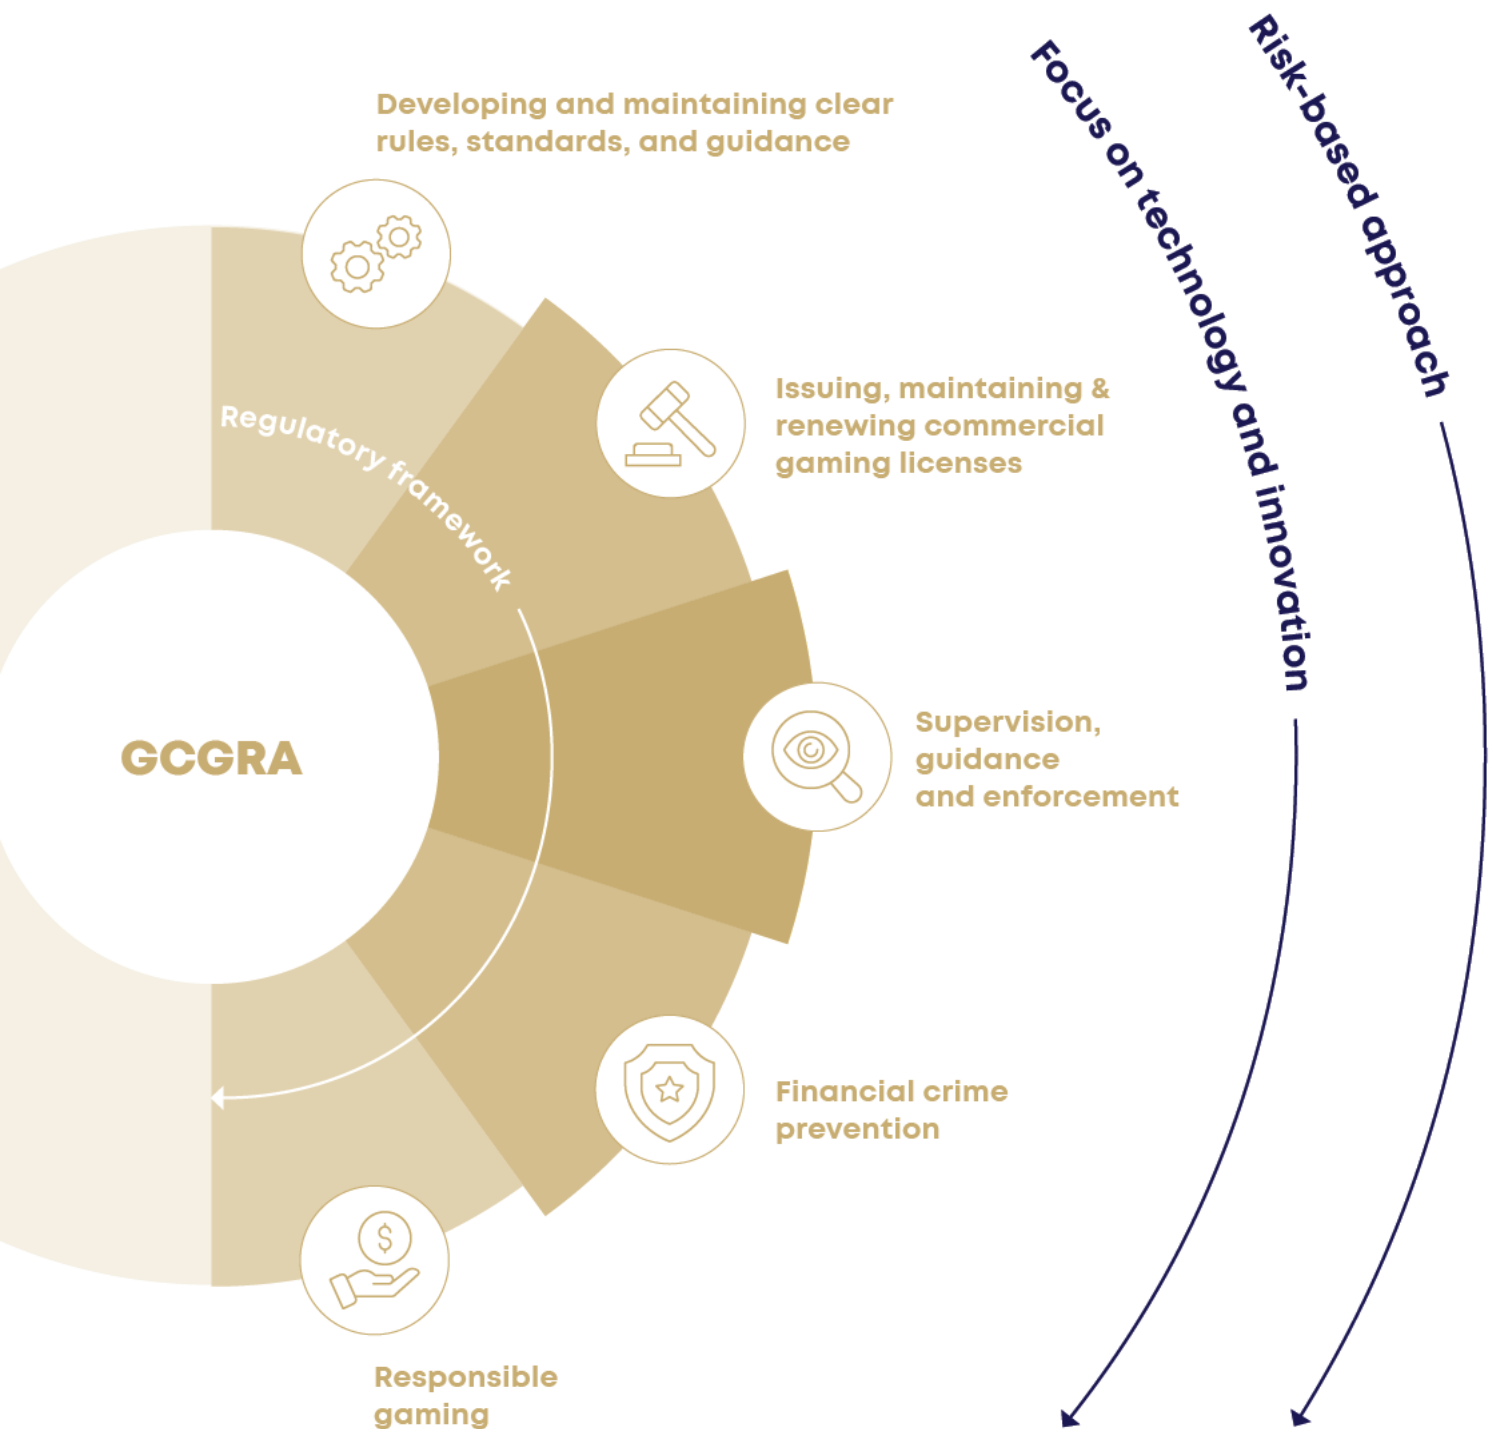 Developing and maintaining clear
rules, standards, and guidance
Issuing, maintaining &
renewing commercial
gaming licenses
Supervision,
guidance
and enforcement
Financial crime
prevention
Responsible
gaming
Regulatory framework
GCGRA
$
Focus on technology and innovation
Risk-based approach